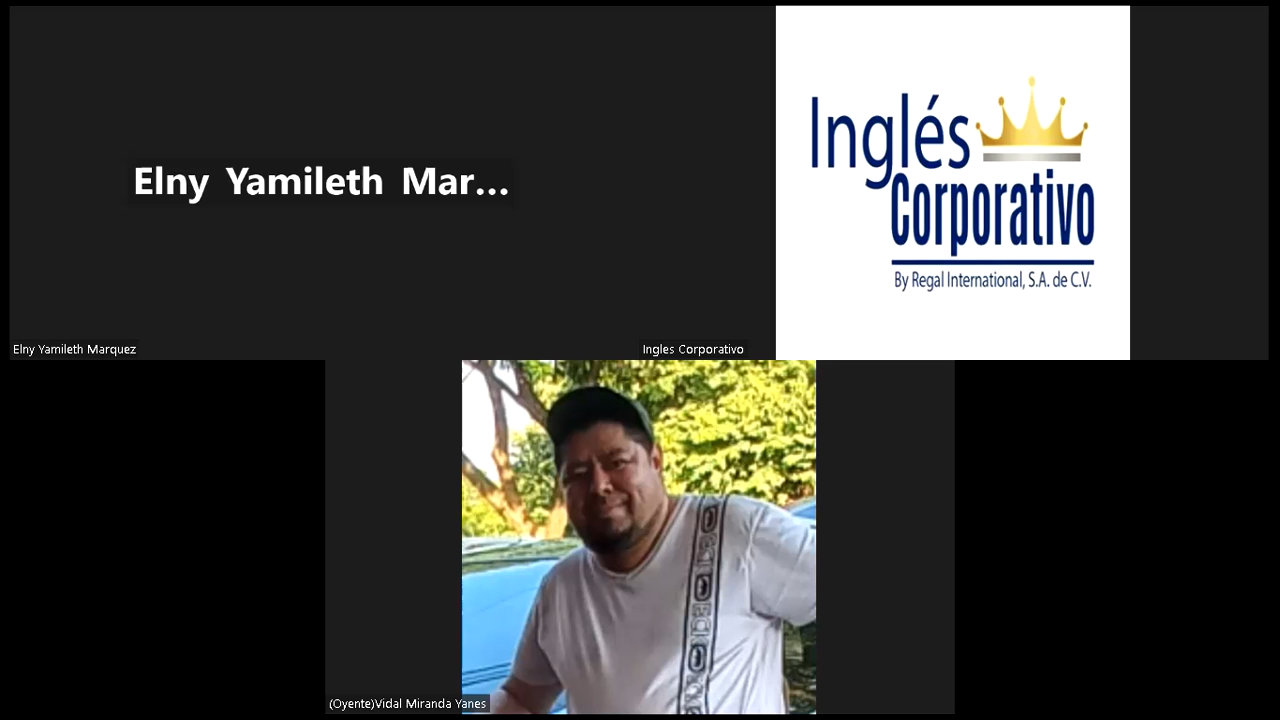 Elny Yamileth Mar...
Elny Yamileth Marquez
Inglés
Corporativo
By Regal International, S.A. de C.V.
Ingles Corporativo
(Oyente)Vidal Miranda Yanes